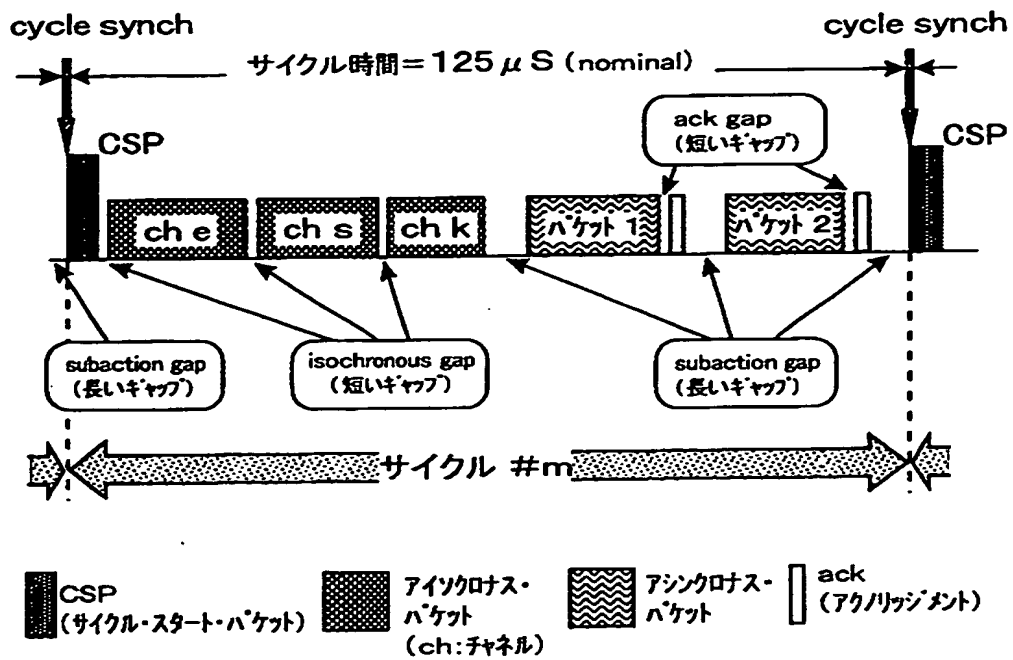 cycle synch
cycle synch
サイクル時間＝125μS (nominal)
CSP
CSP
ack gap
(短いギャップ)
ch e
ch s
ch k
パケット 1
パケット 2
subaction gap
(長いギャップ)
isochronous gap
(短いギャップ)
subaction gap
(長いギャップ)
サイクル #m
CSP
(サイクル・スタート・パケット)
アイソクロナス・
パケット
(ch:チャネル)
アシンクロナス・
パケット
ack
(アクノリッジメント)